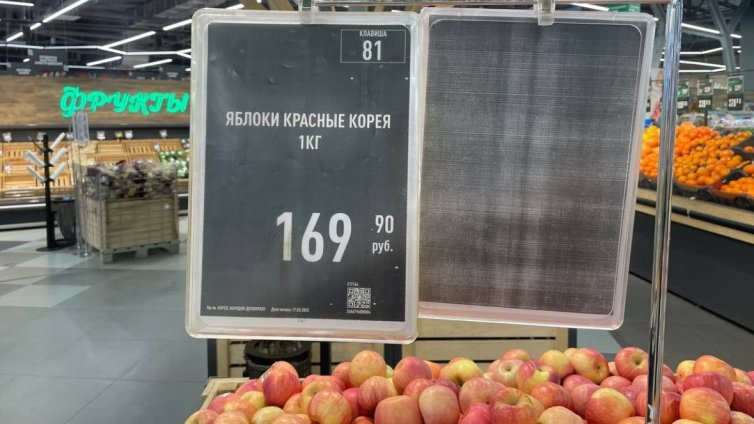 ФРУКТЫ
КЛАВИША
81
ЯБЛОКИ КРАСНЫЕ КОРЕЯ
1КГ
169 90
руб.